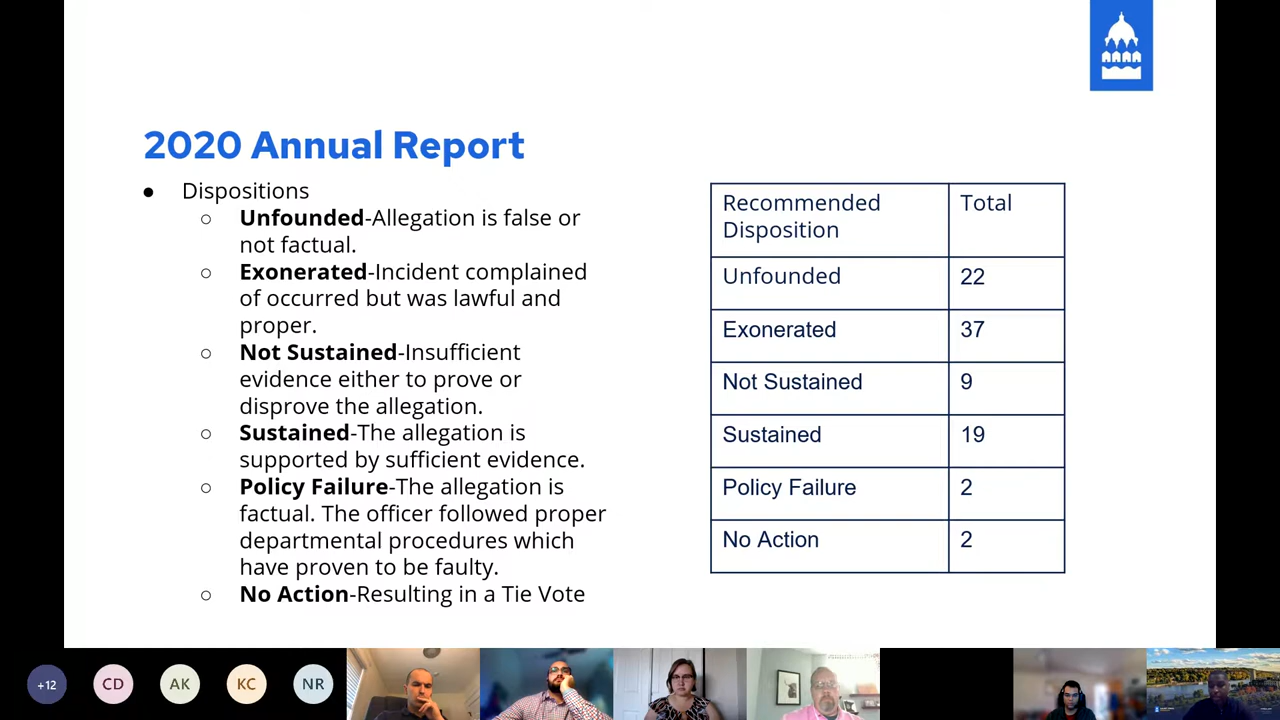 2020 Annual Report
● Dispositions
○ Unfounded-Allegation is false or
not factual.
○ Exonerated-Incident complained
of occurred but was lawful and
proper.
○ Not Sustained-Insufficient
evidence either to prove or
disprove the allegation.
○ Sustained-The allegation is
supported by sufficient evidence.
○ Policy Failure-The allegation is
factual. The officer followed proper
departmental procedures which
have proven to be faulty.
○ No Action-Resulting in a Tie Vote
Recommended
Disposition
Total
Unfounded 22
Exonerated 37
Not Sustained 9
Sustained 19
Policy Failure 2
No Action 2
+12 CD AK KC NR